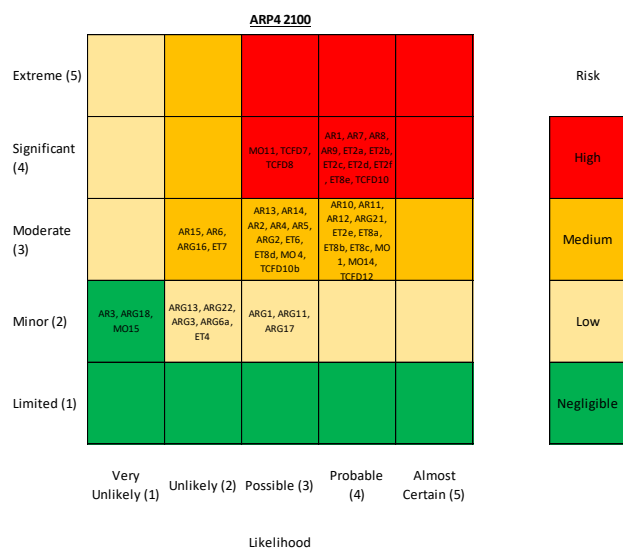 ARP4 2100
Extreme (5)
Risk
Significant
(4)
MO11, TCFD7,
TCFD8
AR1, AR7, AR8,
AR9, ET2a, ET2b,
ET2c, ET2d, ET2f
, ET8e, TCFD10
High
Moderate
(3)
AR15, AR6,
ARG16, ET7
AR13, AR14,
AR2, AR4, AR5,
ARG2, ET6,
ET8d, MO4,
TCFD10b
AR10, AR11,
AR12, ARG21,
ET2e, ET8a,
ET8b, ET8c, MO
1, MO14,
TCFD12
Medium
Minor (2)
AR3, ARG18,
MO15
ARG13, ARG22,
ARG3, ARG6a,
ET4
ARG1, ARG11,
ARG17
Low
Limited (1)
Negligible
Very
Unlikely (1)
Unlikely (2)
Possible (3)
Probable
(4)
Almost
Certain (5)
Likelihood